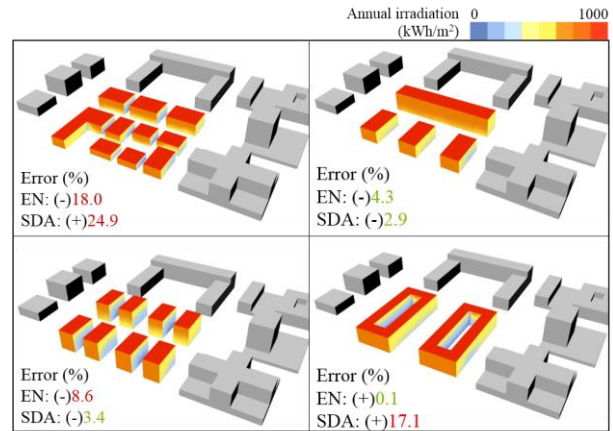 Annual irradiation 0 1000
(kWh/m²)
Error (%)
EN: (-)18.0
SDA: (+)24.9
Error (%)
EN: (-)4.3
SDA: (-)2.9
Error (%)
EN: (-)8.6
SDA: (-)3.4
Error (%)
EN: (+)0.1
SDA: (+)17.1